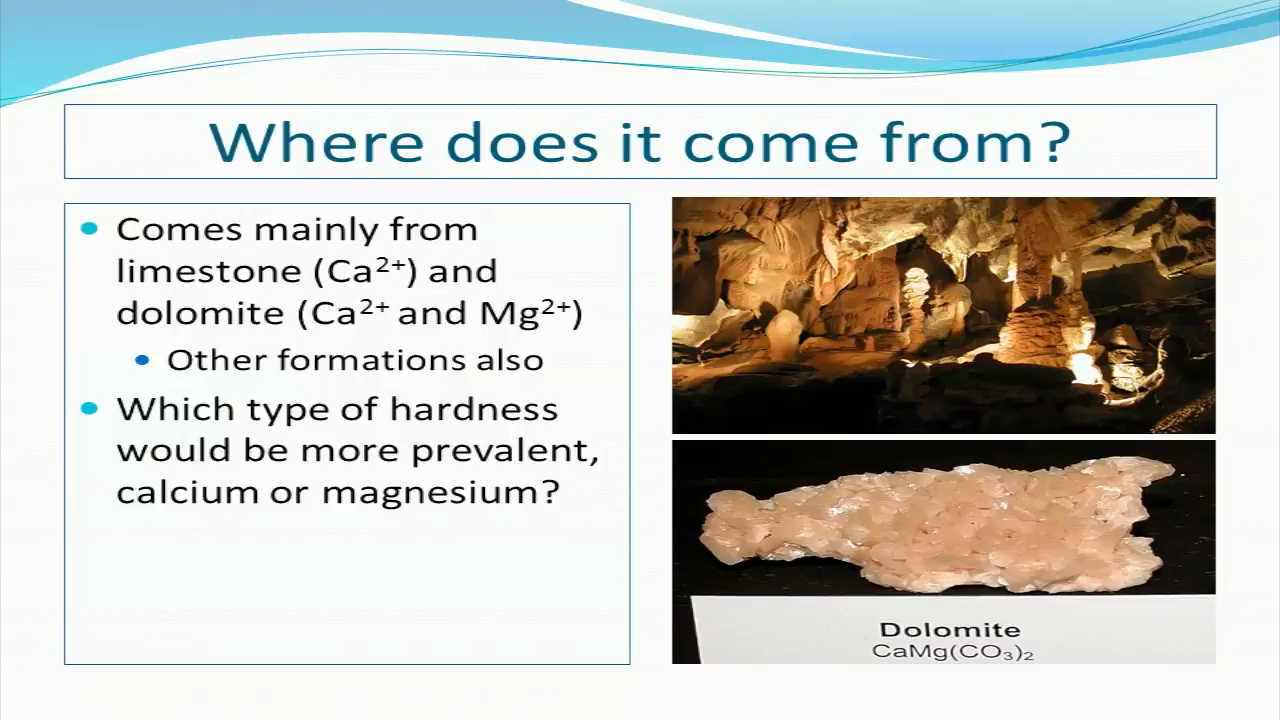 Where does it come from?
Comes mainly from
limestone (Ca²⁺) and
dolomite (Ca²⁺ and Mg²⁺)
Other formations also
Which type of hardness
would be more prevalent,
calcium or magnesium?
Dolomite
CaMg(CO₃)₂